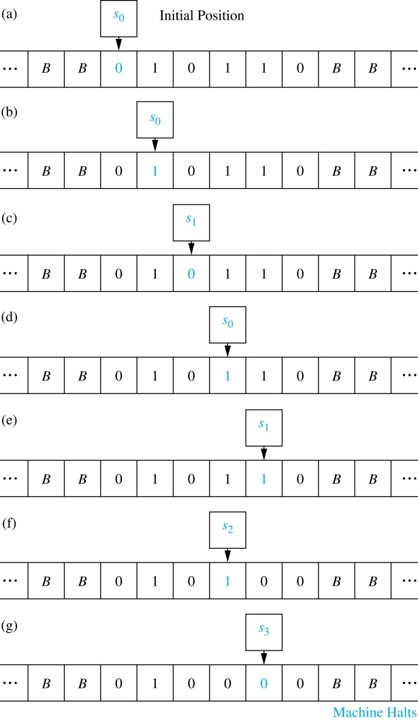 (a) s0 Initial Position
··· B B 0 1 0 1 1 0 B B ···
(b) s0
··· B B 0 1 0 1 1 0 B B ···
(c) s1
··· B B 0 1 0 1 1 0 B B ···
(d) s0
··· B B 0 1 0 1 1 0 B B ···
(e) s1
··· B B 0 1 0 1 1 0 B B ···
(f) s2
··· B B 0 1 0 1 0 0 B B ···
(g) s3
··· B B 0 1 0 0 0 0 B B ···
Machine Halts